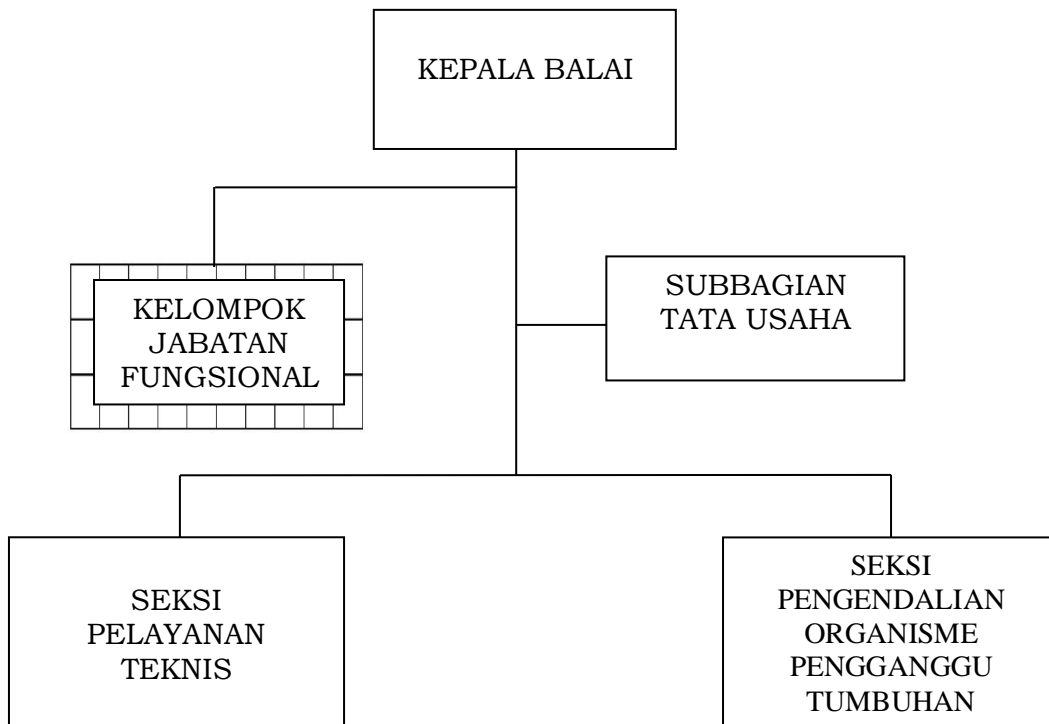 KEPALA BALAI
KELOMPOK
JABATAN
FUNGSIONAL
SUBBAGIAN
TATA USAHA
SEKSI
PELAYANAN
TEKNIS
SEKSI
PENGENDALIAN
ORGANISME
PENGGANGGU
TUMBUHAN